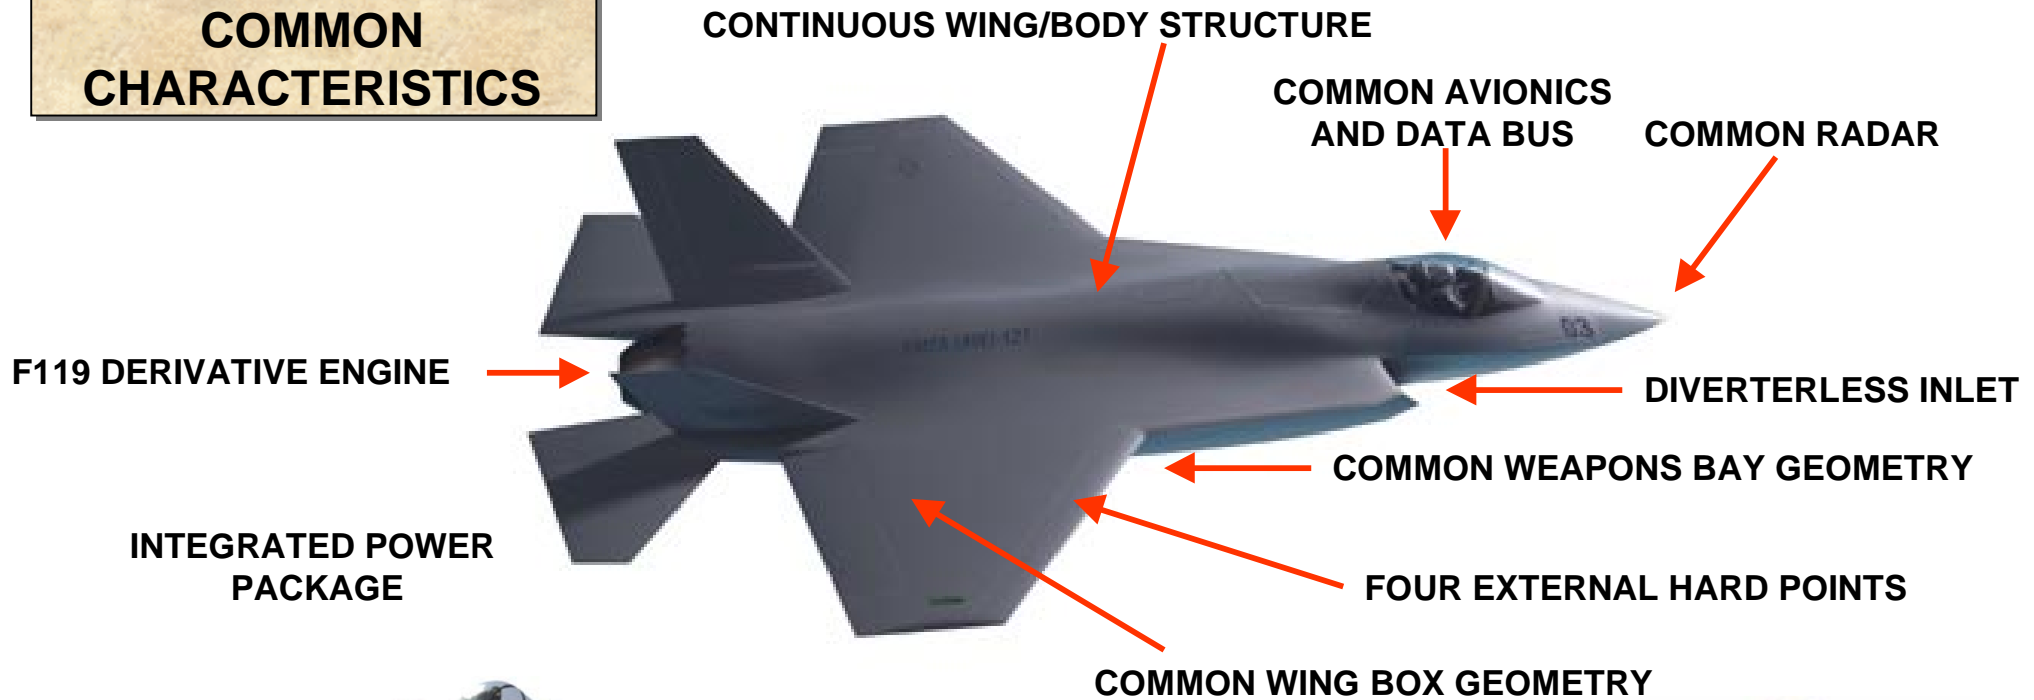 COMMON
CHARACTERISTICS
CONTINUOUS WING/BODY STRUCTURE
COMMON AVIONICS
AND DATA BUS
COMMON RADAR
F119 DERIVATIVE ENGINE
DIVERTERLESS INLET
COMMON WEAPONS BAY GEOMETRY
INTEGRATED POWER
PACKAGE
FOUR EXTERNAL HARD POINTS
COMMON WING BOX GEOMETRY